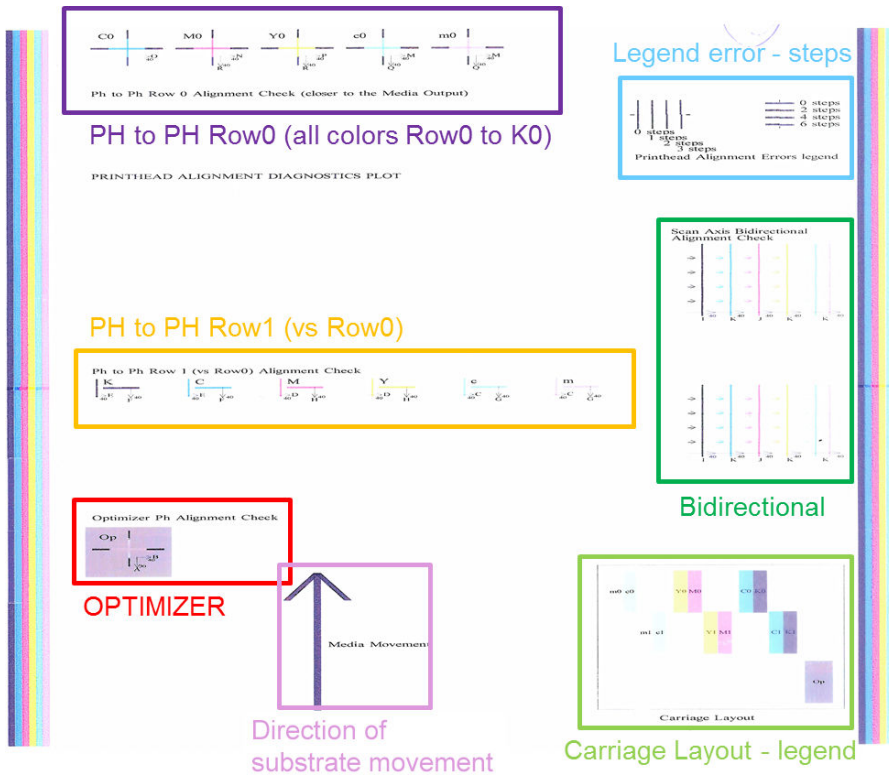 C0 M0 Y0 c0 m0
Ph to Ph Row 0 Alignment Check (closer to the Media Output)
PH to PH Row0 (all colors Row0 to K0)
PRINTHEAD ALIGNMENT DIAGNOSTICS PLOT
Legend error - steps
0 steps
1 steps
2 steps
3 steps
0 steps
2 steps
4 steps
6 steps
Printhead Alignment Errors legend
Scan Axis Bidirectional
Alignment Check
Bidirectional
PH to PH Row1 (vs Row0)
Ph to Ph Row 1 (vs Row0) Alignment Check
K C M Y c m
Optimizer Ph Alignment Check
Op
OPTIMIZER
Media Movement
Direction of
substrate movement
m0 c0 Y0 M0 C0 K0
m1 c1 Y1 M1 C1 K1
Op
Carriage Layout
Carriage Layout - legend